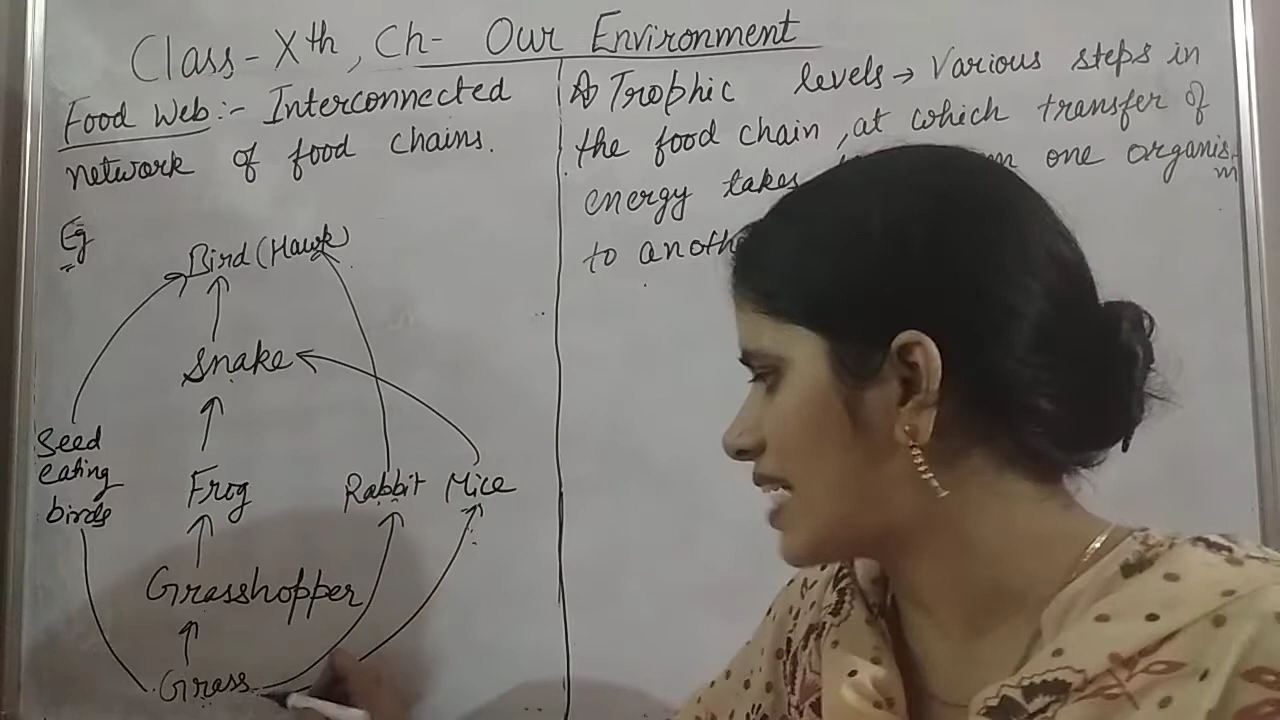 Class-Xth, Ch- Our Environment
Food Web:- Interconnected
network of food chains.
Eg
Bird (Hawk)
Snake
Seed
eating
birds
Frog
Rabbit
Mice
Grasshopper
Grass
Trophic levels → Various steps in
the food chain, at which transfer of
energy takes one organism
to